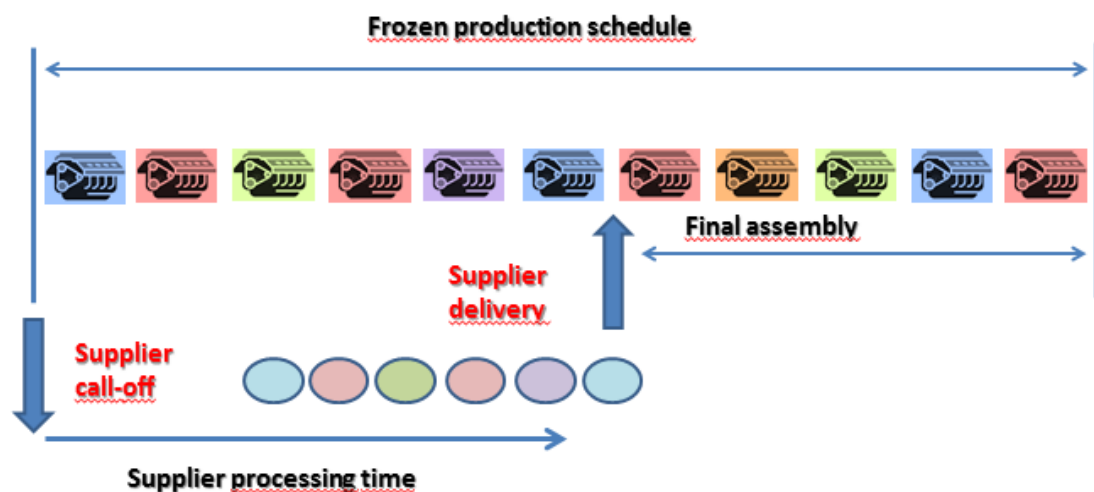 Frozen production schedule
Final assembly
Supplier
delivery
Supplier
call-off
Supplier processing time